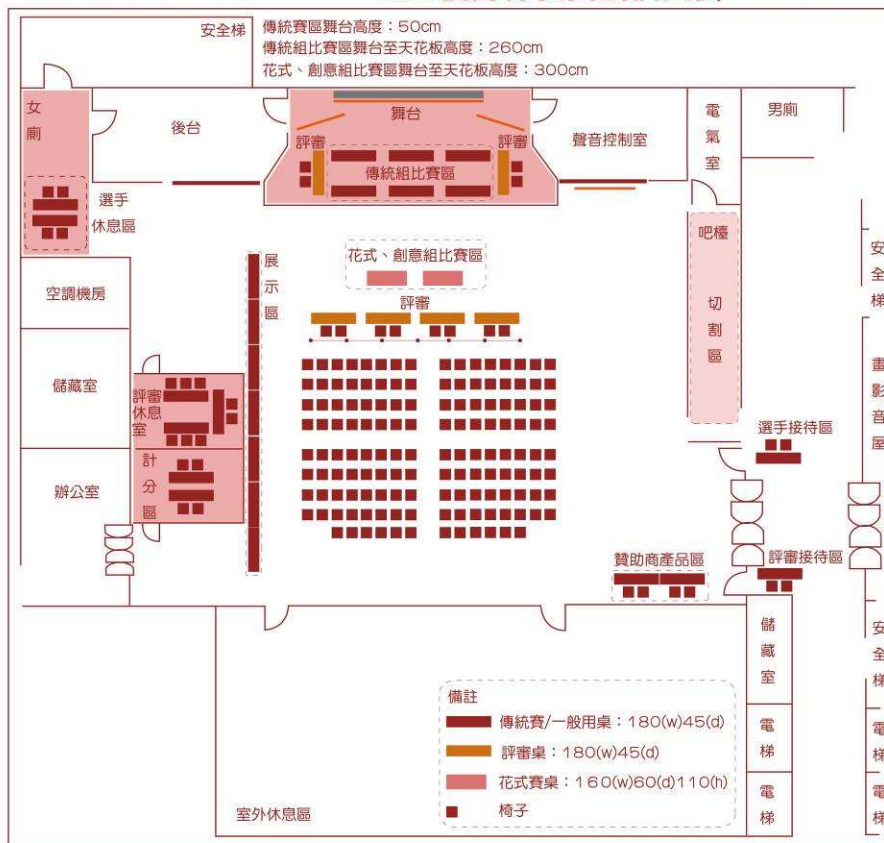 安全梯
傳統賽區舞台高度：50cm
傳統組比賽區舞台至天花板高度：260cm
花式、創意組比賽區舞台至天花板高度：300cm
女廁
後台
舞台
評審
評審
傳統組比賽區
聲音控制室
電氣室
男廁
選手
休息區
吧檯
切割區
安全梯
空調機房
展示區
花式、創意組比賽區
評審
儲藏室
評審
休息
室
畫影音屋
選手接待區
計分區
辦公室
贊助商產品區
評審接待區
儲藏室
安全梯
電梯
電梯
電梯
電梯
室外休息區
備註
傳統賽/一般用桌：180(w)45(d)
評審桌：180(w)45(d)
花式賽桌：160(w)60(d)110(h)
椅子